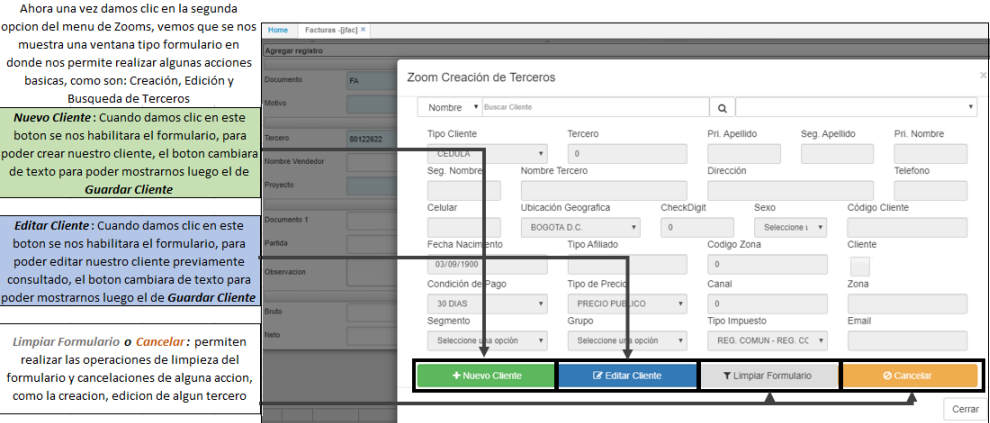 Ahora una vez damos clic en la segunda
opcion del menu de Zooms, vemos que se nos
muestra una ventana tipo formulario en
donde nos permite realizar algunas acciones
basicas, como son: Creación, Edición y
Busqueda de Terceros
Nuevo Cliente : Cuando damos clic en este
boton se nos habilitara el formulario, para
poder crear nuestro cliente, el boton cambiara
de texto para poder mostrarnos luego el de
Guardar Cliente
Editar Cliente : Cuando damos clic en este
boton se nos habilitara el formulario, para
poder editar nuestro cliente previamente
consultado, el boton cambiara de texto para
poder mostrarnos luego el de Guardar Cliente
Limpiar Formulario o Cancelar : permiten
realizar las operaciones de limpieza del
formulario y cancelaciones de alguna accion,
como la creacion, edicion de algun tercero
Home Facturas -[jfac] ×
Agregar registro
Documento FA
Motivo
Tercero 80122622
Nombre Vendedor
Proyecto
Documento 1
Partida
Observacion
Bruto
Neto
Zoom Creación de Terceros ×
Nombre Buscar Cliente
Tipo Cliente Tercero Pri. Apellido Seg. Apellido Pri. Nombre
CEDULA 0
Seg. Nombre Nombre Tercero Dirección Telefono
Celular Ubicación Geografica CheckDigit Sexo Código Cliente
BOGOTA D.C. 0 Seleccione u
Fecha Nacimiento Tipo Afiliado Codigo Zona Cliente
03/09/1900 0
Condición de Pago Tipo de Precio Canal Zona
30 DIAS PRECIO PUBLICO 0
Segmento Grupo Tipo Impuesto Email
Seleccione una opción Seleccione una opción REG. COMUN - REG. CC
+ Nuevo Cliente Editar Cliente Limpiar Formulario Cancelar
Cerrar